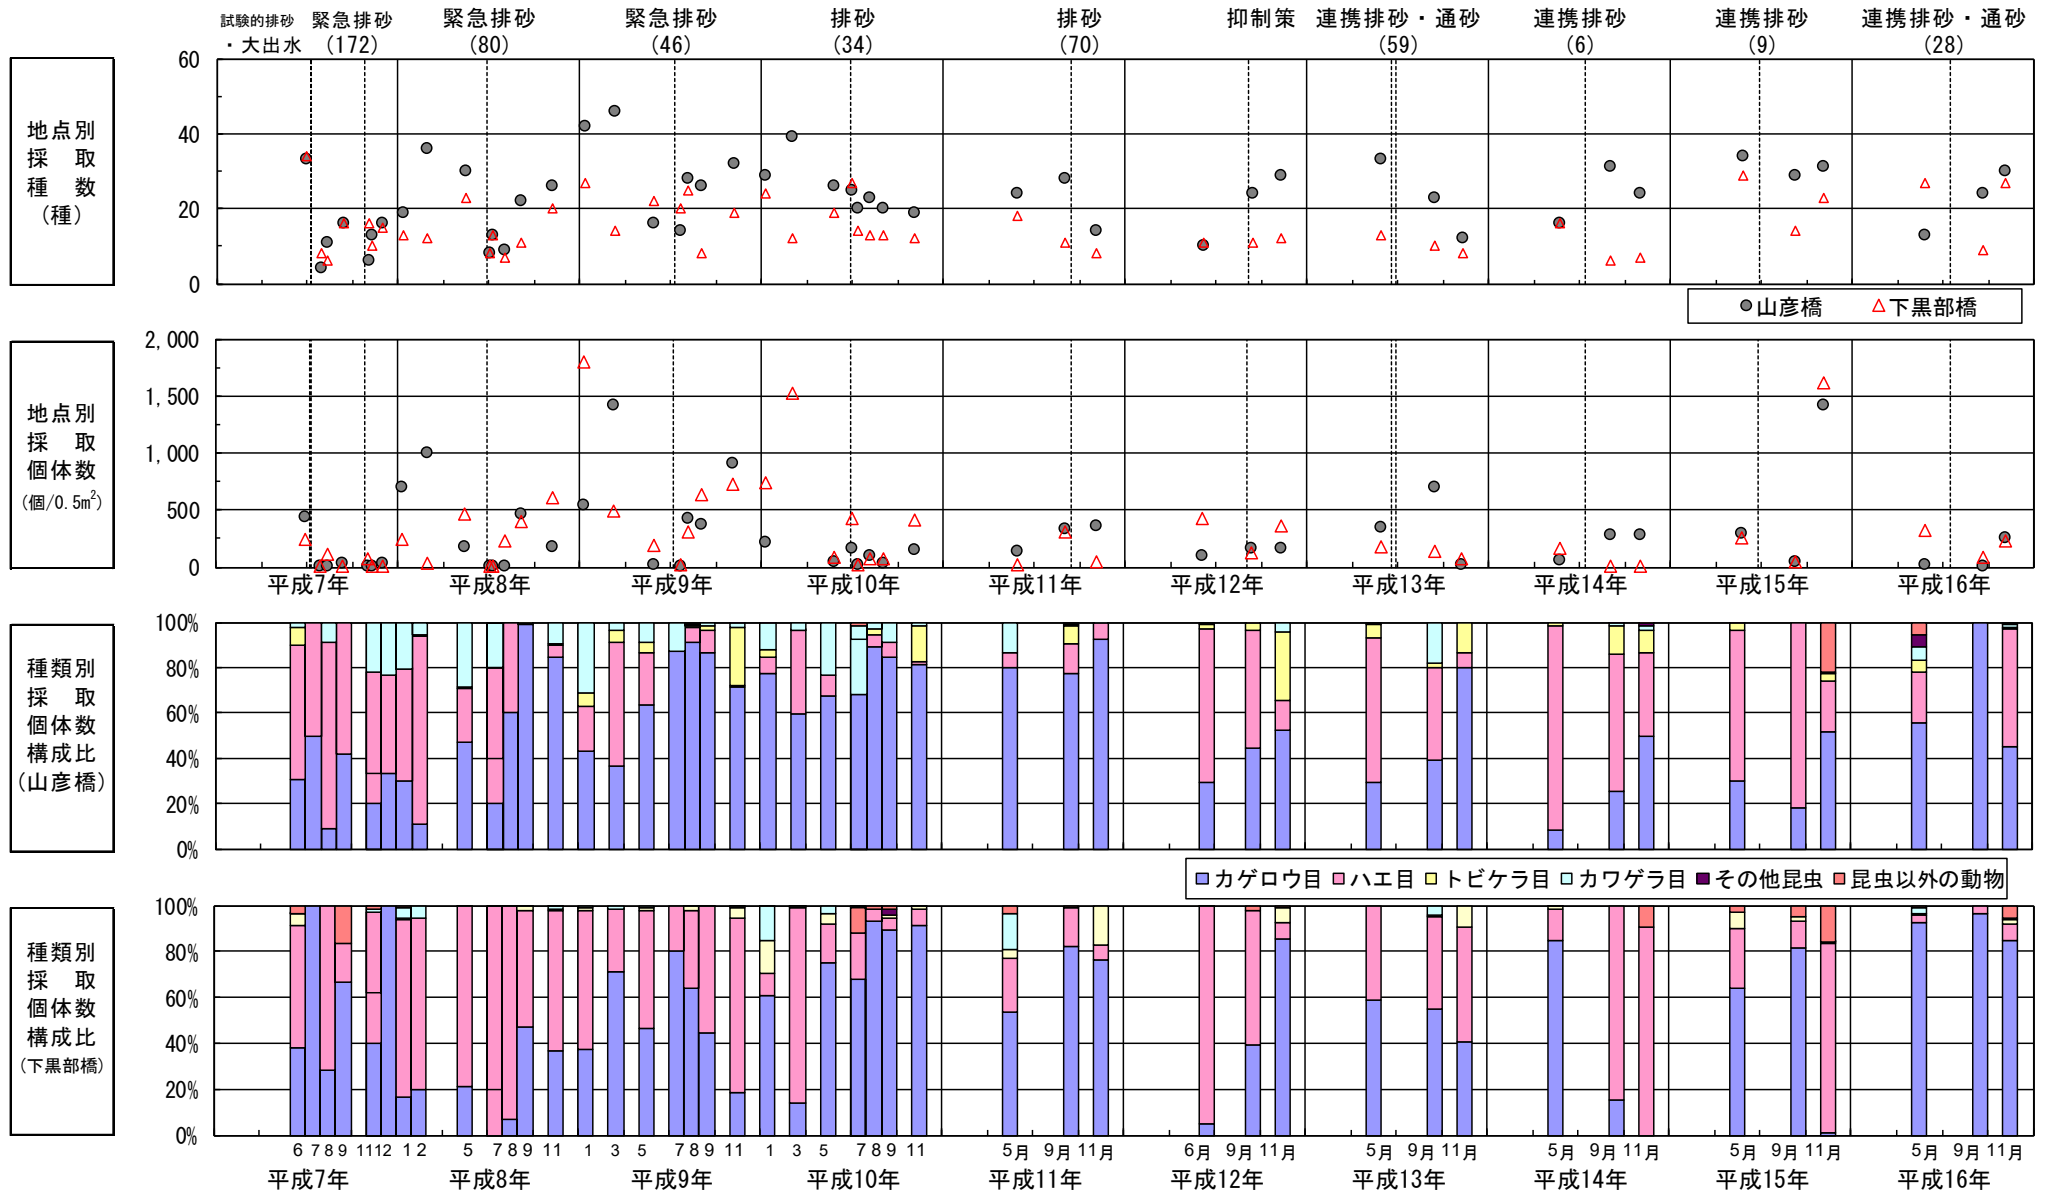 試験的排砂 緊急排砂 緊急排砂 緊急排砂 排砂 排砂 抑制策 連携排砂・通砂 連携排砂 連携排砂 連携排砂・通砂
・大出水 (172) (80) (46) (34) (70) (59) (6) (9) (28)
60
40
20
0
地点別
採 取
種 数
(種)
山彦橋 下黒部橋
2,000
1,500
1,000
500
0
地点別
採 取
個体数
(個/0.5m²)
平成7年 平成8年 平成9年 平成10年 平成11年 平成12年 平成13年 平成14年 平成15年 平成16年
100%
80%
60%
40%
20%
0%
種類別
採 取
個体数
構成比
(山彦橋)
カゲロウ目 ハエ目 トビケラ目 カワゲラ目 その他昆虫 昆虫以外の動物
100%
80%
60%
40%
20%
0%
種類別
採 取
個体数
構成比
(下黒部橋)
6 7 8 9 11 12 1 2 5 7 8 9 11 1 3 5 7 8 9 11 1 3 5 7 8 9 11 5月 9月 11月 6月 9月 11月 5月 9月 11月 5月 9月 11月 5月 9月 11月 5月 9月 11月
平成7年 平成8年 平成9年 平成10年 平成11年 平成12年 平成13年 平成14年 平成15年 平成16年